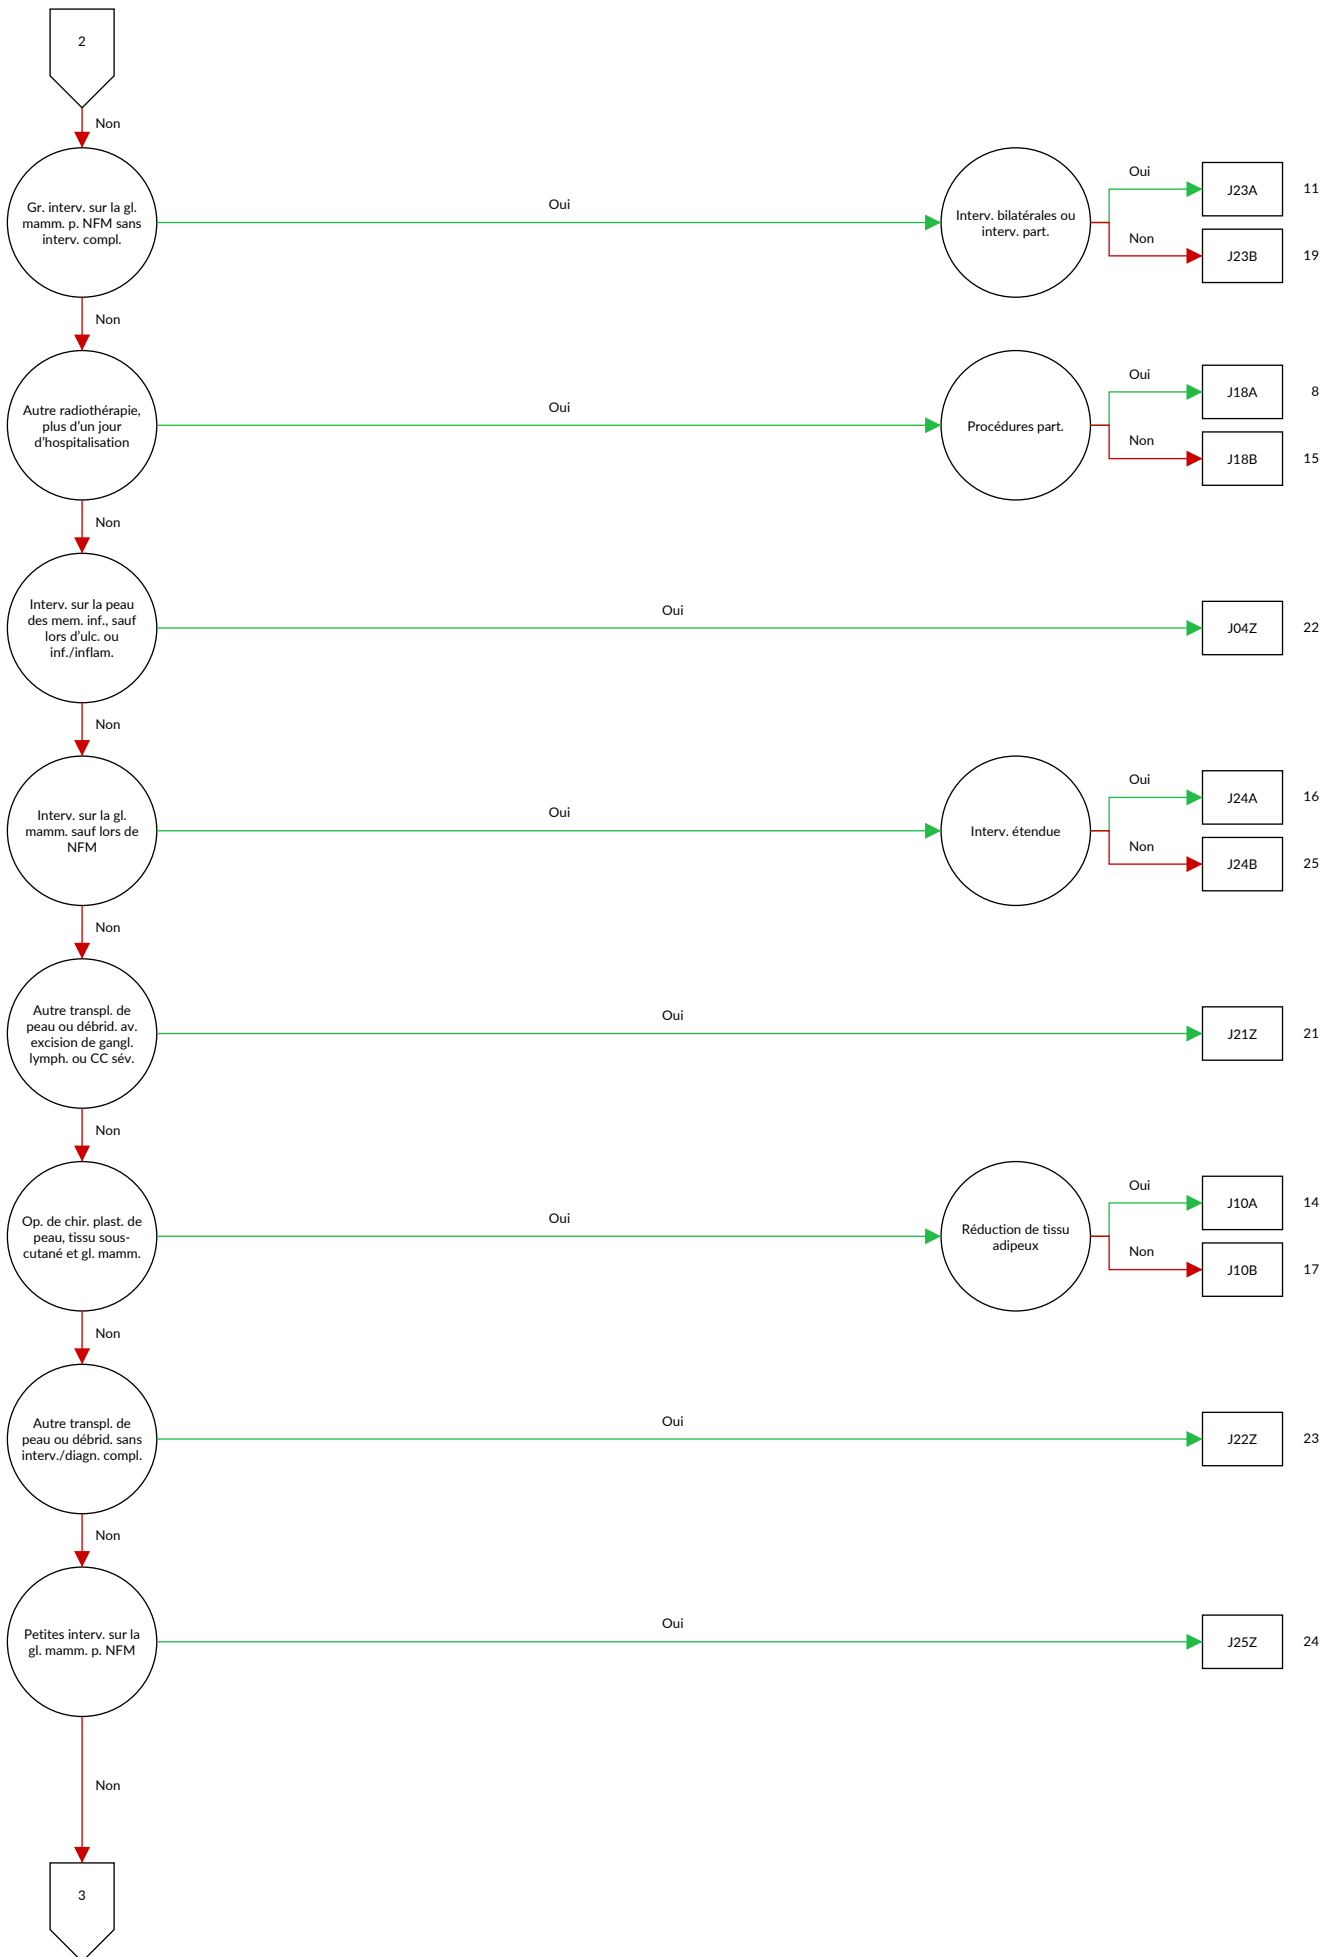 2
Non
Gr. interv. sur la gl.
mamm. p. NFM sans
interv. compl.
Oui
Interv. bilatérales ou
interv. part.
Oui
J23A
11
Non
J23B
19
Non
Autre radiothérapie,
plus d'un jour
d'hospitalisation
Oui
Procédures part.
Oui
J18A
8
Non
J18B
15
Non
Interv. sur la peau
des mem. inf., sauf
lors d'ulc. ou
inf./inflam.
Oui
J04Z
22
Non
Interv. sur la gl.
mamm. sauf lors de
NFM
Oui
Interv. étendue
Oui
J24A
16
Non
J24B
25
Non
Autre transpl. de
peau ou débrid. av.
excision de gangl.
lymph. ou CC sév.
Oui
J21Z
21
Non
Op. de chir. plast. de
peau, tissu sous-
cutané et gl. mamm.
Oui
Réduction de tissu
adipeux
Oui
J10A
14
Non
J10B
17
Non
Autre transpl. de
peau ou débrid. sans
interv./diagn. compl.
Oui
J22Z
23
Non
Petites interv. sur la
gl. mamm. p. NFM
Oui
J25Z
24
Non
3